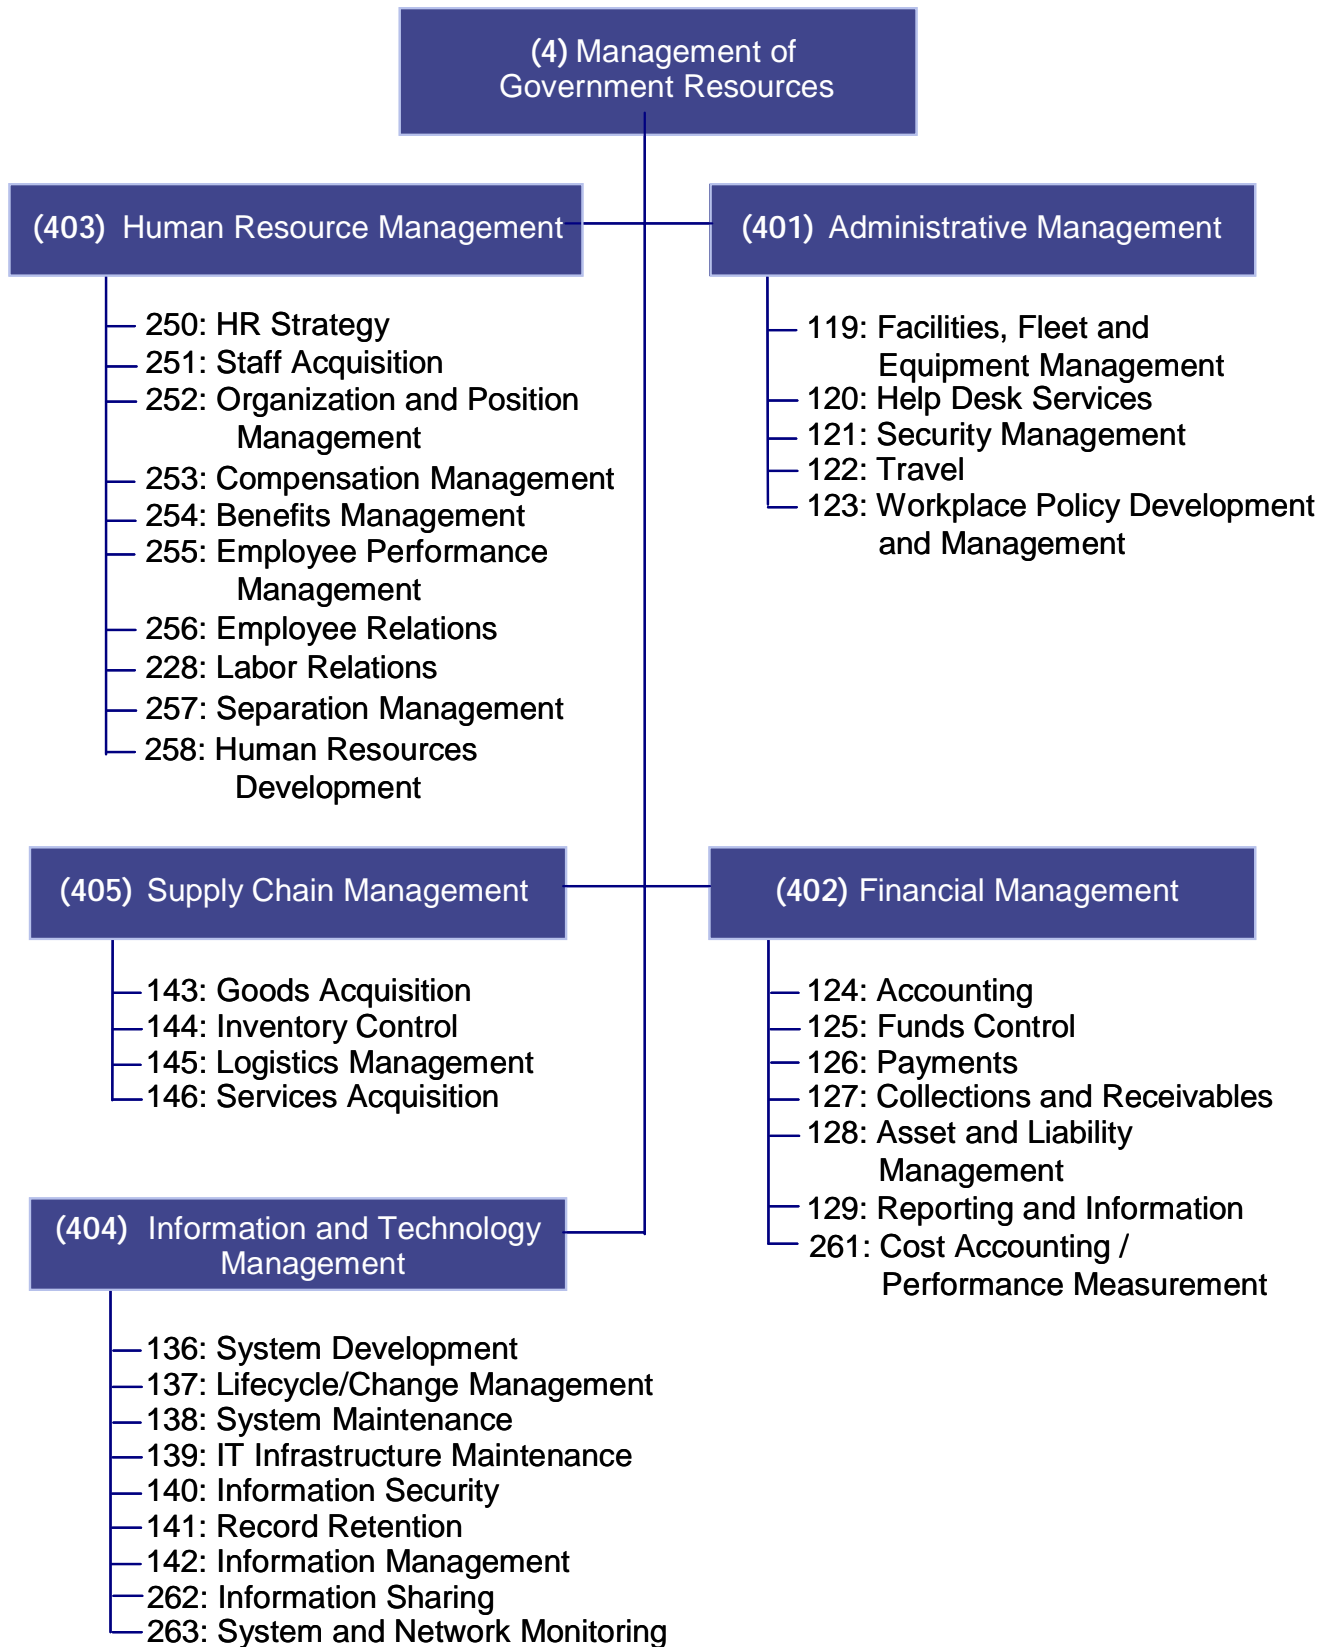 (4) Management of
Government Resources
(403) Human Resource Management
250: HR Strategy
251: Staff Acquisition
252: Organization and Position
Management
253: Compensation Management
254: Benefits Management
255: Employee Performance
Management
256: Employee Relations
228: Labor Relations
257: Separation Management
258: Human Resources
Development
(401) Administrative Management
119: Facilities, Fleet and
Equipment Management
120: Help Desk Services
121: Security Management
122: Travel
123: Workplace Policy Development
and Management
(405) Supply Chain Management
143: Goods Acquisition
144: Inventory Control
145: Logistics Management
146: Services Acquisition
(402) Financial Management
124: Accounting
125: Funds Control
126: Payments
127: Collections and Receivables
128: Asset and Liability
Management
129: Reporting and Information
261: Cost Accounting /
Performance Measurement
(404) Information and Technology
Management
136: System Development
137: Lifecycle/Change Management
138: System Maintenance
139: IT Infrastructure Maintenance
140: Information Security
141: Record Retention
142: Information Management
262: Information Sharing
263: System and Network Monitoring